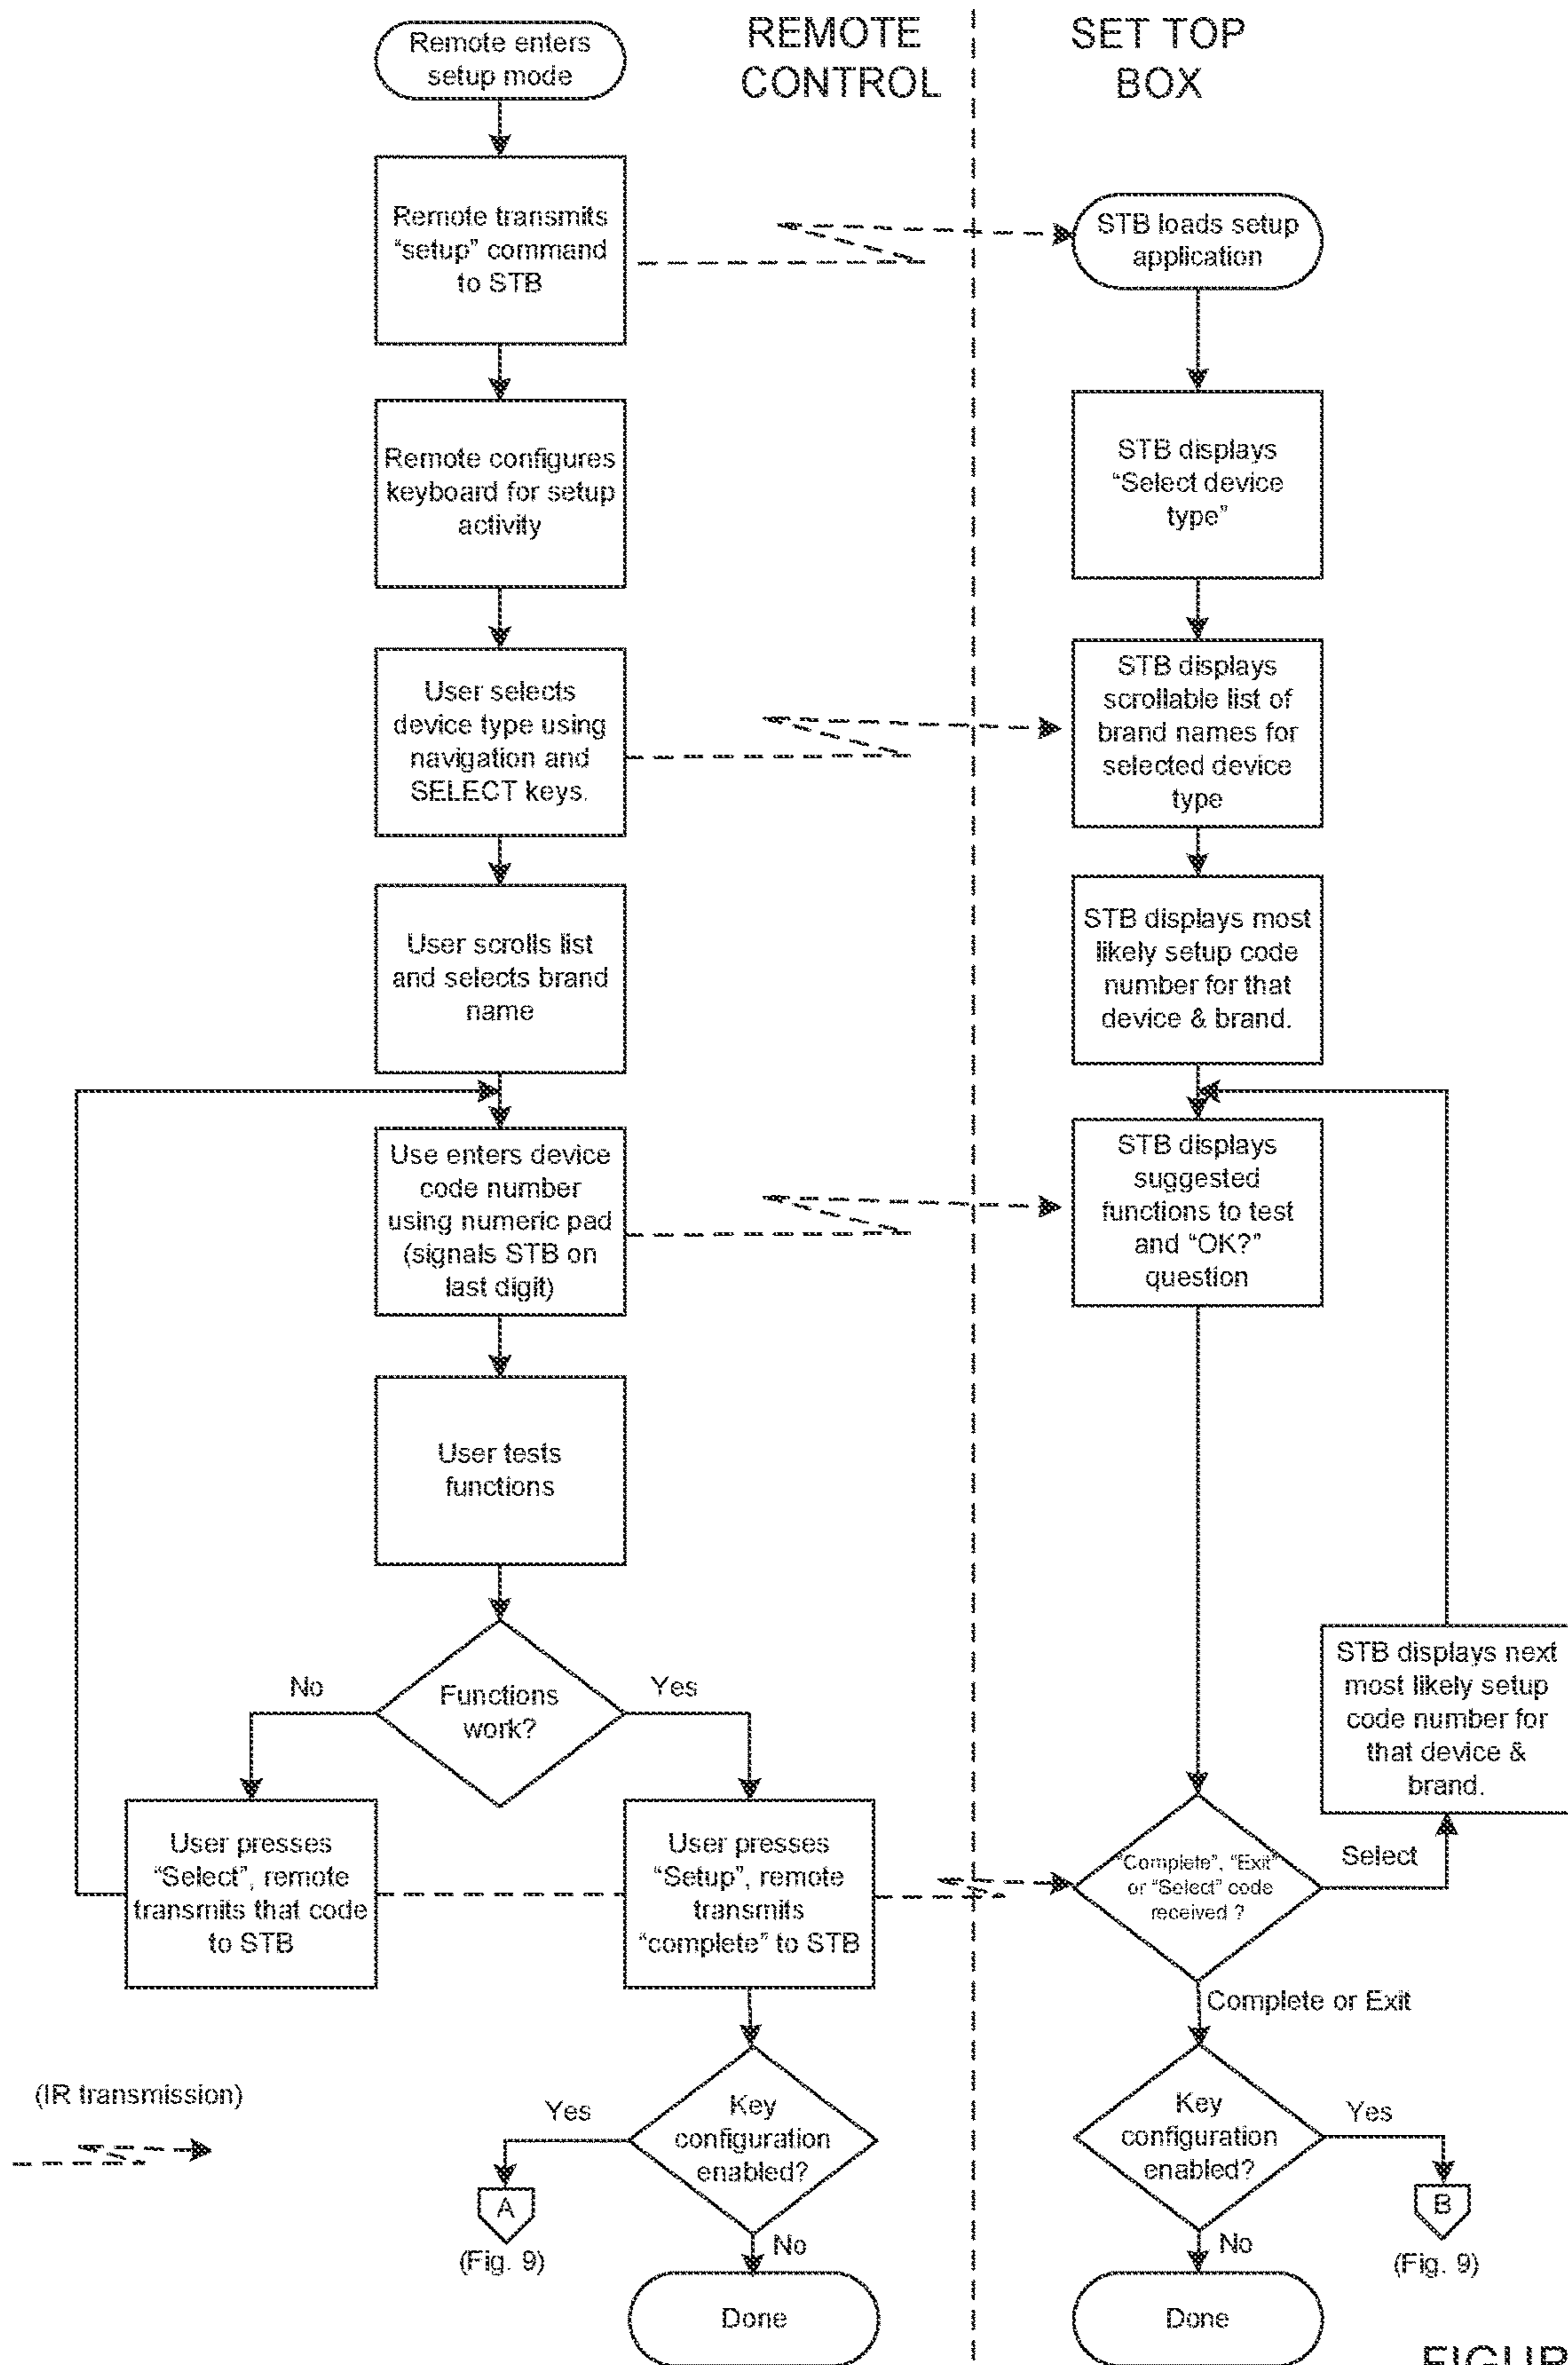 REMOTE
CONTROL
SET TOP
BOX
Remote enters
setup mode
Remote transmits
“setup” command
to STB
STB loads setup
application
Remote configures
keyboard for setup
activity
STB displays
“Select device
type”
User selects
device type using
navigation and
SELECT keys.
STB displays
scrollable list of
brand names for
selected device
type
User scrolls list
and selects brand
name
STB displays most
likely setup code
number for that
device & brand.
Use enters device
code number
using numeric pad
(signals STB on
last digit)
STB displays
suggested
functions to test
and “OK?”
question
User tests
functions
Functions
work?
No
Yes
STB displays next
most likely setup
code number for
that device &
brand.
User presses
“Select”, remote
transmits that code
to STB
User presses
“Setup”, remote
transmits
“complete” to STB
“Complete”, “Exit”
or “Select” code
received ?
Select
Complete or Exit
(IR transmission)
Key
configuration
enabled?
Yes
A
(Fig. 9)
No
Done
Key
configuration
enabled?
Yes
B
(Fig. 9)
No
Done